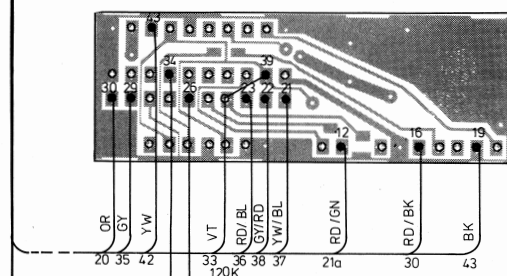 43
34 39
30 29 26 23 22 21
12 16 19
OR GY YW VT RD/BL GY/RD YW/BL RD/GN RD/BK BK
20 35 42 33 36 38 37 21a 30 43
120K